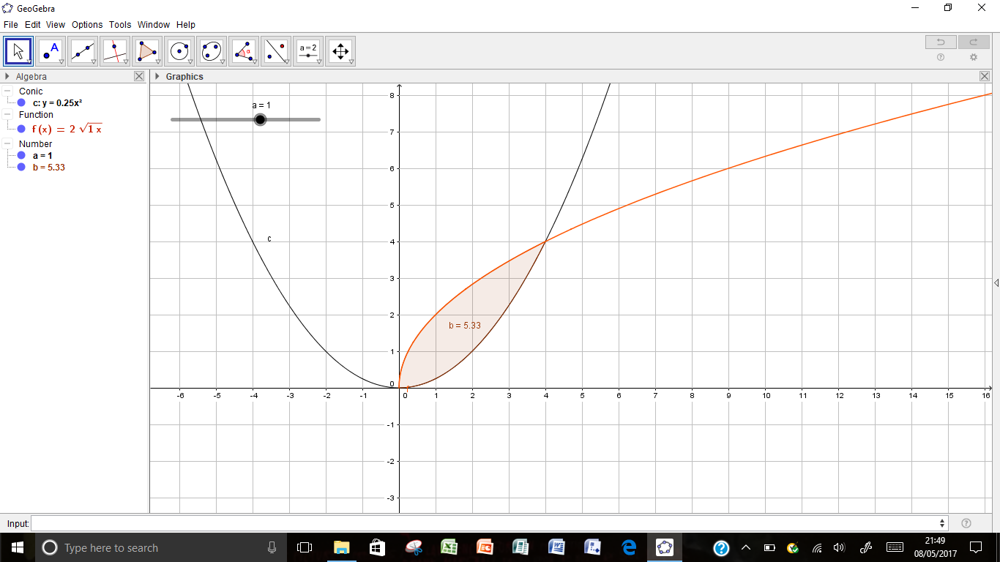 GeoGebra
File Edit View Options Tools Window Help
A α a=2
Algebra
Graphics
Conic
c: y = 0.25x²
Function
f (x) = 2 √1 x
Number
a = 1
b = 5.33
a = 1
c
b = 5.33
8
7
6
5
4
3
2
1
0
-1
-2
-3
-6 -5 -4 -3 -2 -1 0 1 2 3 4 5 6 7 8 9 10 11 12 13 14 15 16
f
Input:
Type here to search
21:49
08/05/2017